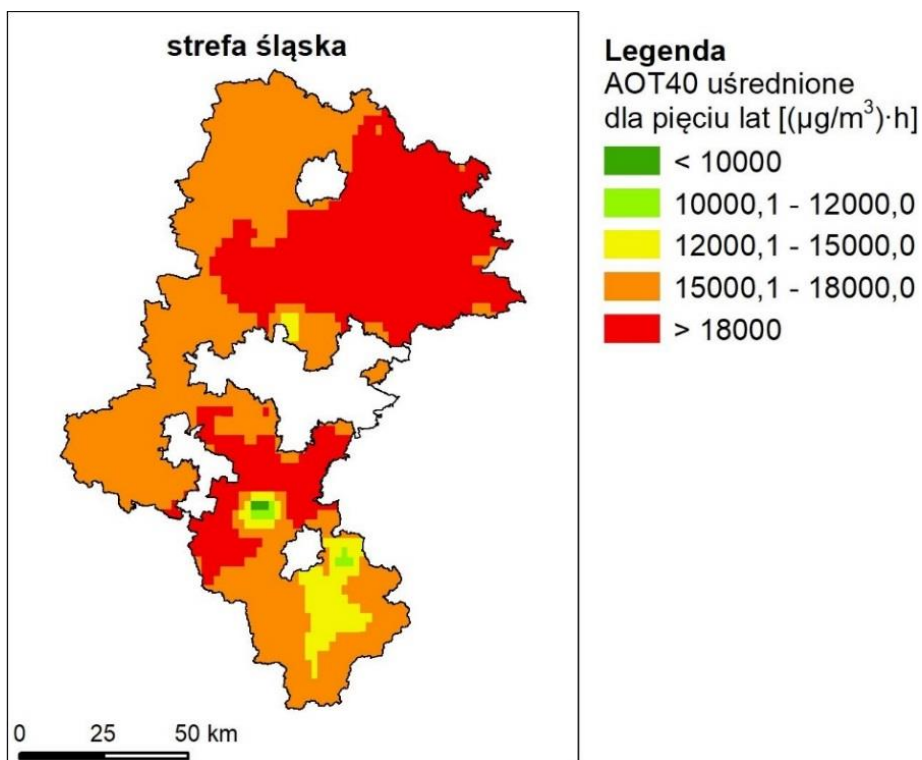 strefa śląska
0 25 50 km
Legenda
AOT40 uśrednione
dla pięciu lat [(µg/m³)·h]
< 10000
10000,1 - 12000,0
12000,1 - 15000,0
15000,1 - 18000,0
> 18000